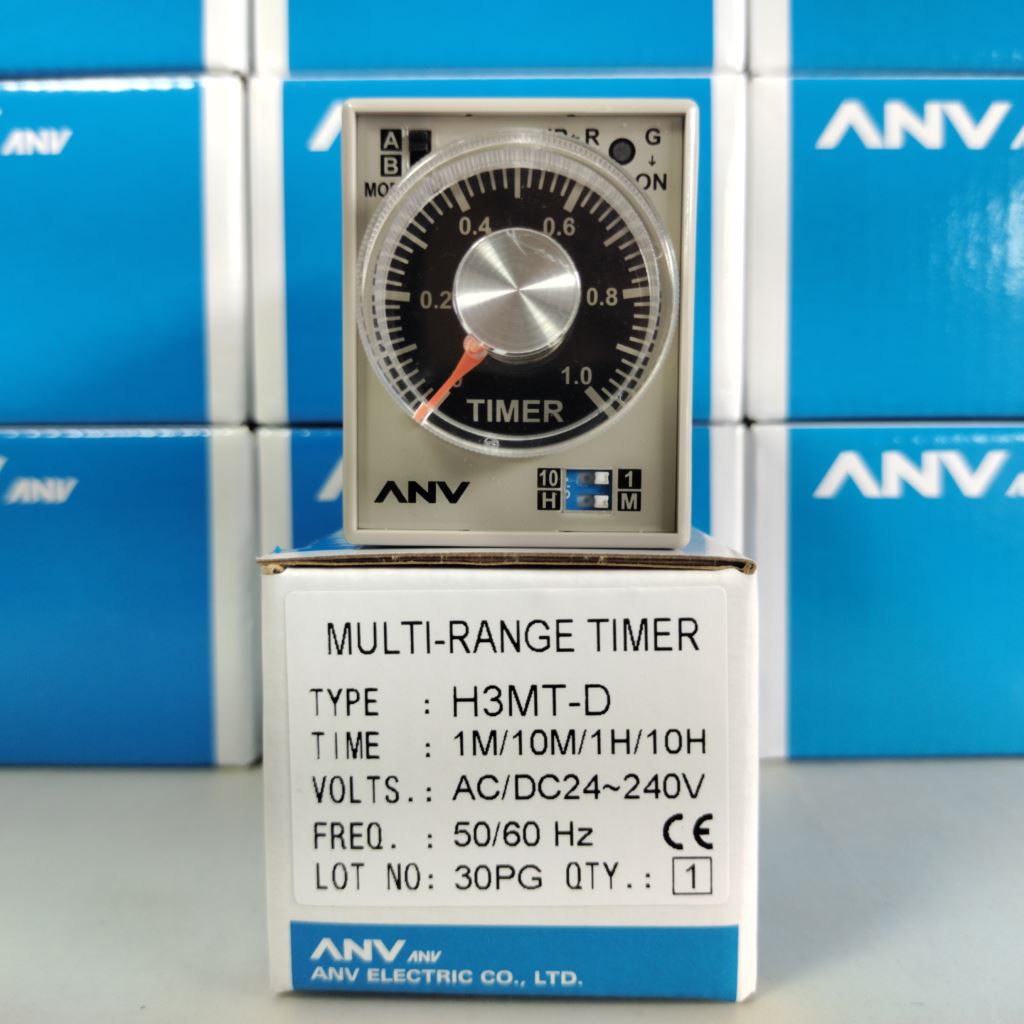 ANV
ANV
A
B
R
G
↓
ON
0.4
0.6
0.2
0.8
1.0
TIMER
ANV
10
1
H
M
ANV
ANV
MULTI-RANGE TIMER
TYPE : H3MT-D
TIME : 1M/10M/1H/10H
VOLTS.: AC/DC24~240V
FREQ. : 50/60 Hz CE
LOT NO: 30PG QTY.: 1
ANV ANV
ANV ELECTRIC CO., LTD.